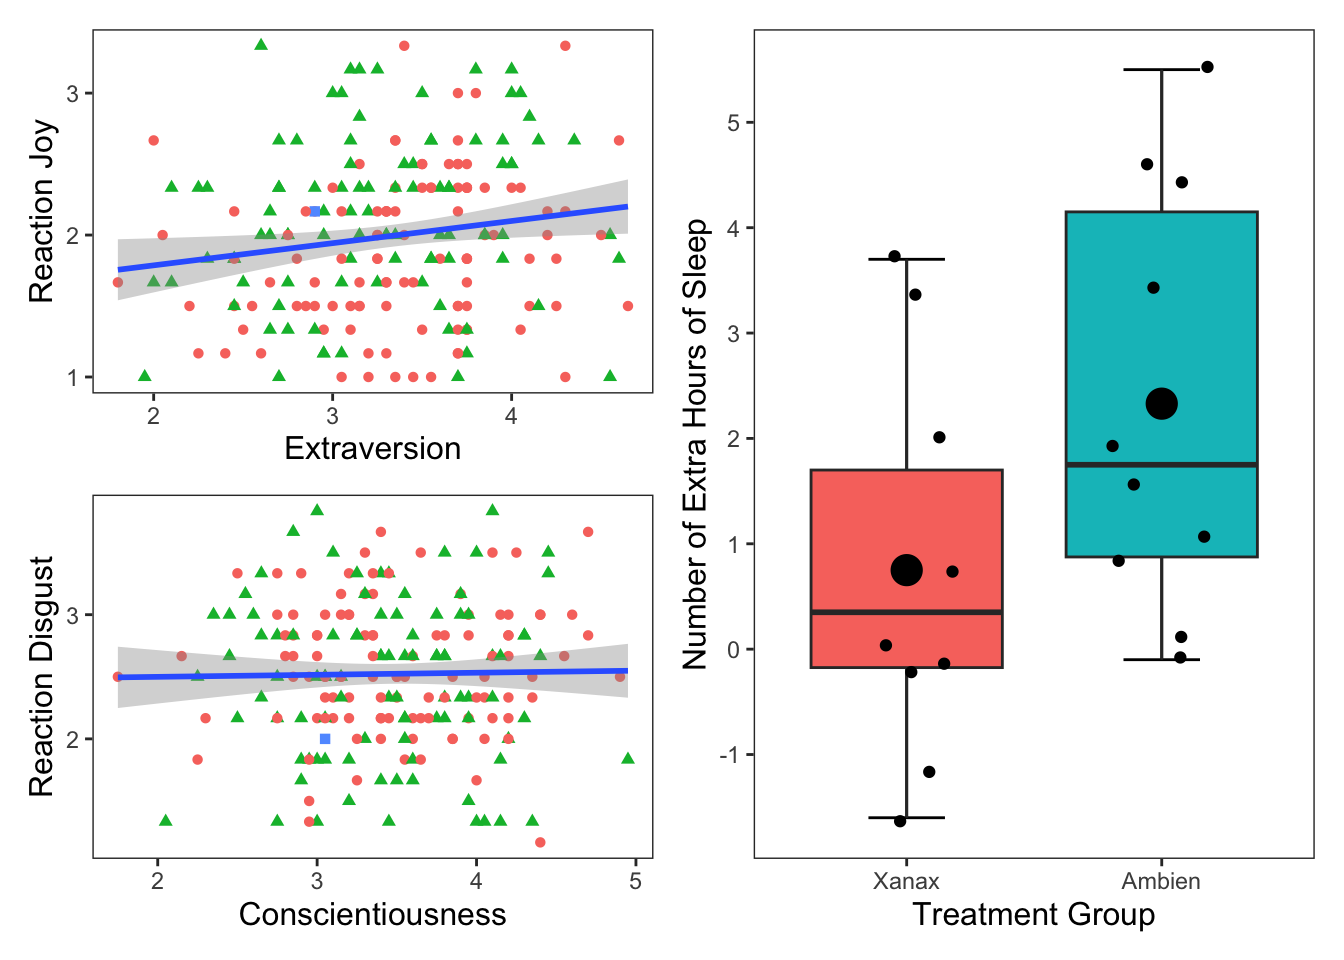 Reaction Joy
3
2
1
2 3 4
Extraversion
Reaction Disgust
3
2
2 3 4 5
Conscientiousness
Number of Extra Hours of Sleep
5
4
3
2
1
0
-1
Xanax Ambien
Treatment Group